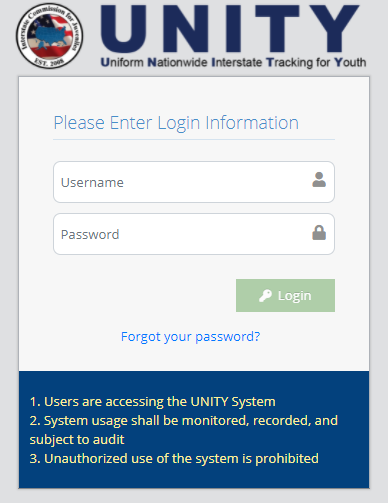 Interstate Commission for Juveniles
EST. 2008
UNITY
Uniform Nationwide Interstate Tracking for Youth
Please Enter Login Information
Username
Password
Login
Forgot your password?
1. Users are accessing the UNITY System
2. System usage shall be monitored, recorded, and
subject to audit
3. Unauthorized use of the system is prohibited